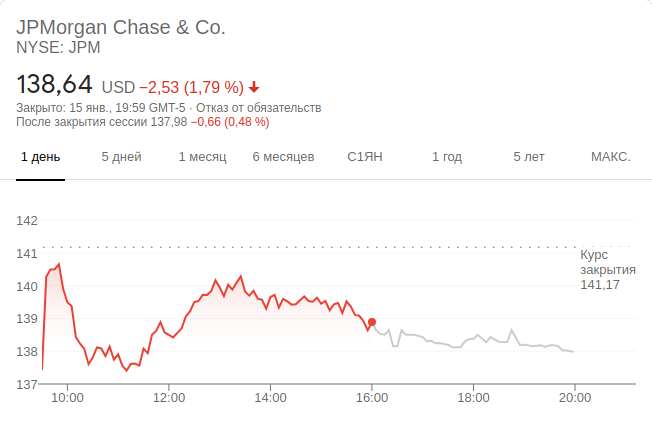 JPMorgan Chase & Co.
NYSE: JPM
138,64 USD −2,53 (1,79 %)
Закрыто: 15 янв., 19:59 GMT-5 · Отказ от обязательств
После закрытия сессии 137,98 −0,66 (0,48 %)
1 день 5 дней 1 месяц 6 месяцев С1ЯН 1 год 5 лет МАКС.
142
141
Курс
закрытия
141,17
140
139
138
137
10:00 12:00 14:00 16:00 18:00 20:00